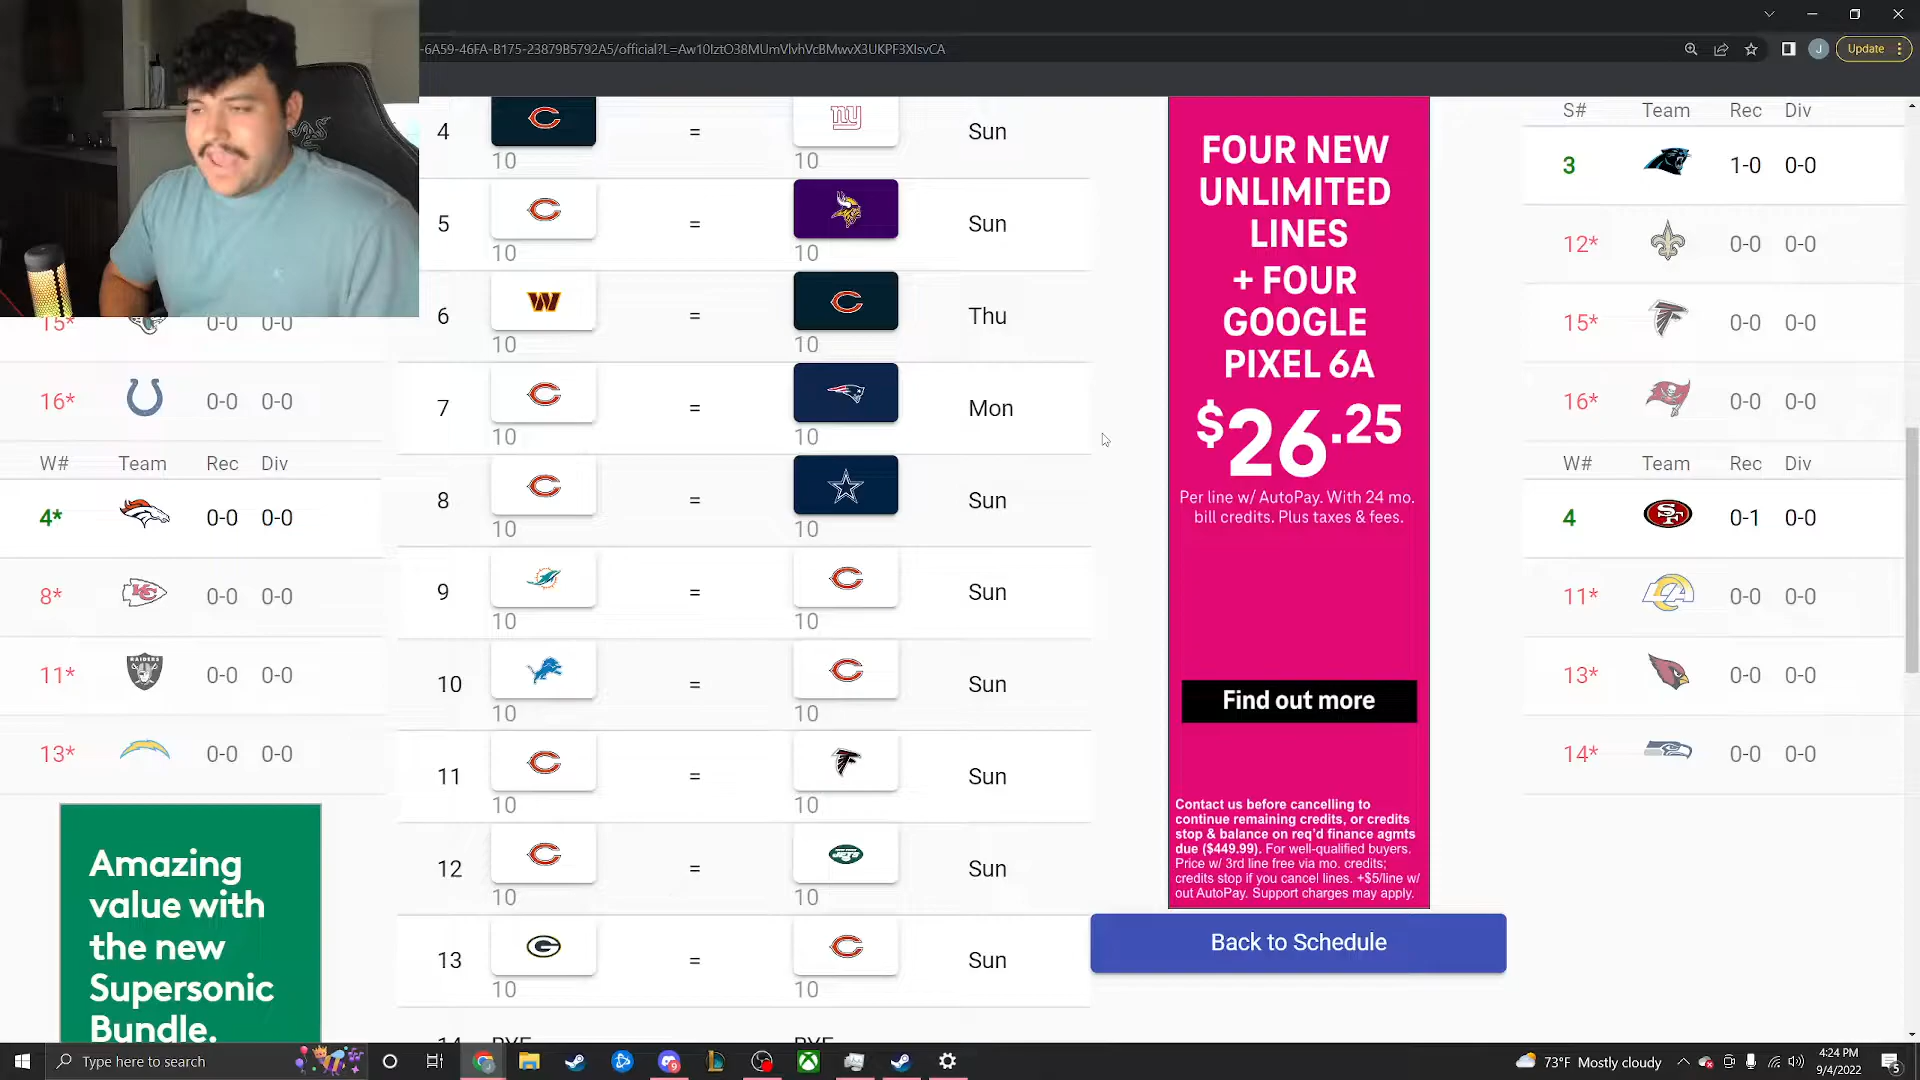 -6A59-46FA-B175-23879B5792A5/official?L=Aw10IztO38MUmVlvhVcBMwvX3UKPF3XIsvCA
J
Update
15* 0-0 0-0
16* 0-0 0-0
W# Team Rec Div
4* 0-0 0-0
8* 0-0 0-0
RAIDERS
11* 0-0 0-0
13* 0-0 0-0
Amazing
value with
the new
Supersonic
Bundle.
4 = ny Sun
10 10
5 = Sun
10 10
6 W = Thu
10 10
7 = Mon
10 10
8 = Sun
10 10
9 = Sun
10 10
10 = Sun
10 10
11 = Sun
10 10
12 = JETS Sun
10 10
13 G = Sun
10 10
14 BYE BYE
FOUR NEW
UNLIMITED
LINES
+ FOUR
GOOGLE
PIXEL 6A
$26.25
Per line w/ AutoPay. With 24 mo.
bill credits. Plus taxes & fees.
Find out more
Contact us before cancelling to
continue remaining credits, or credits
stop & balance on req'd finance agmts
due ($449.99). For well-qualified buyers.
Price w/ 3rd line free via mo. credits;
credits stop if you cancel lines. +$5/line w/
out AutoPay. Support charges may apply.
Back to Schedule
S# Team Rec Div
3 1-0 0-0
12* 0-0 0-0
15* 0-0 0-0
16* 0-0 0-0
W# Team Rec Div
4 SF 0-1 0-0
11* LA 0-0 0-0
13* 0-0 0-0
14* 0-0 0-0
Type here to search
73°F Mostly cloudy
4:24 PM
9/4/2022
5